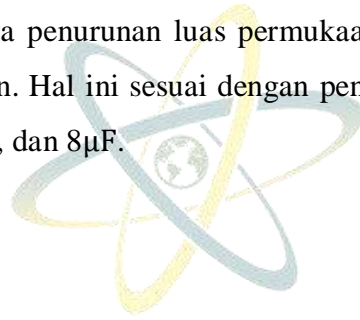 a penurunan luas permukaa
n. Hal ini sesuai dengan pen
, dan 8μF.